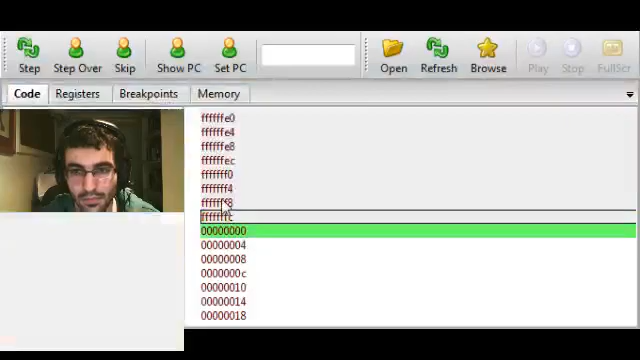 Step Step Over Skip Show PC Set PC Open Refresh Browse Play Stop FullScr
Code Registers Breakpoints Memory
ffffffe0
ffffffe4
ffffffe8
ffffffec
fffffff0
fffffff4
fffffff8
fffffffc
00000000
00000004
00000008
0000000c
00000010
00000014
00000018